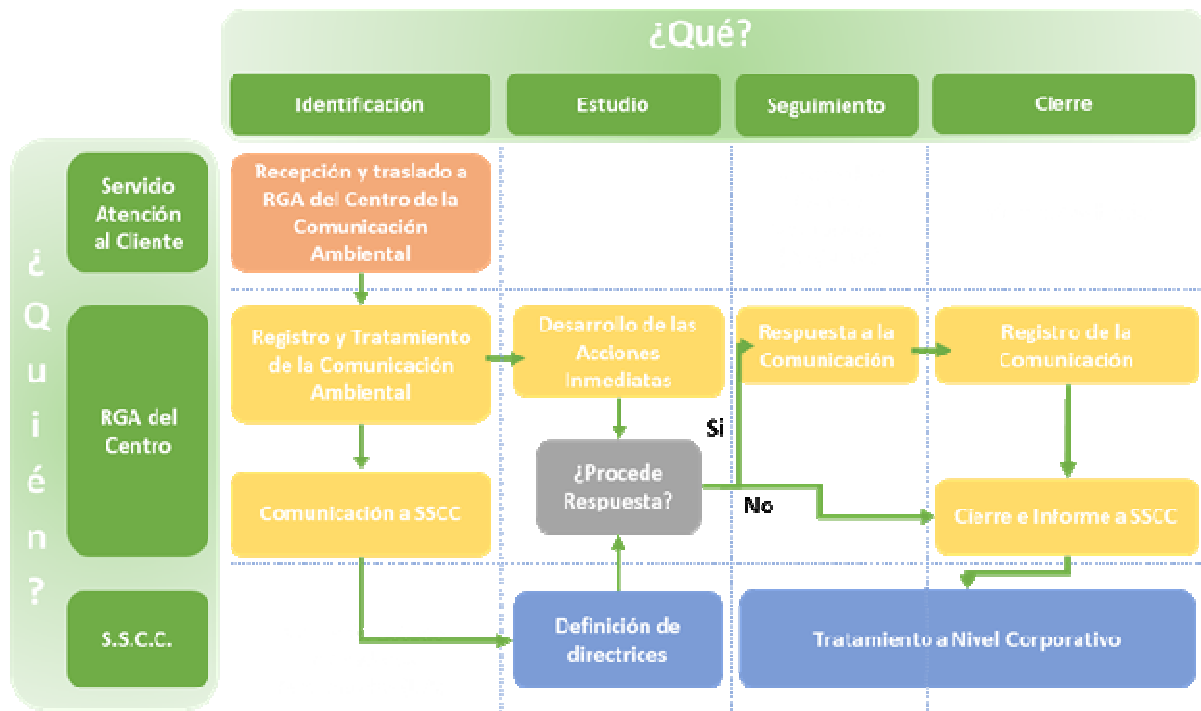 ¿Qué?
Identificación
Estudio
Seguimiento
Cierre
¿Quién?
Servidio
Atención
al Cliente
Recepción y traslado a
RGA del Centro de la
Comunicación
Ambiental
RGA del
Centro
Registro y Tratamiento
de la Comunicación
Ambiental
Desarrollo de las
Acciones
Inmediatas
Respuesta a la
Comunicación
Registro de la
Comunicación
Si
¿Procede
Respuesta?
No
Comunicación a SSCC
Cierre e Informe a SSCC
S.S.C.C.
Definición de
directrices
Tratamiento a Nivel Corporativo